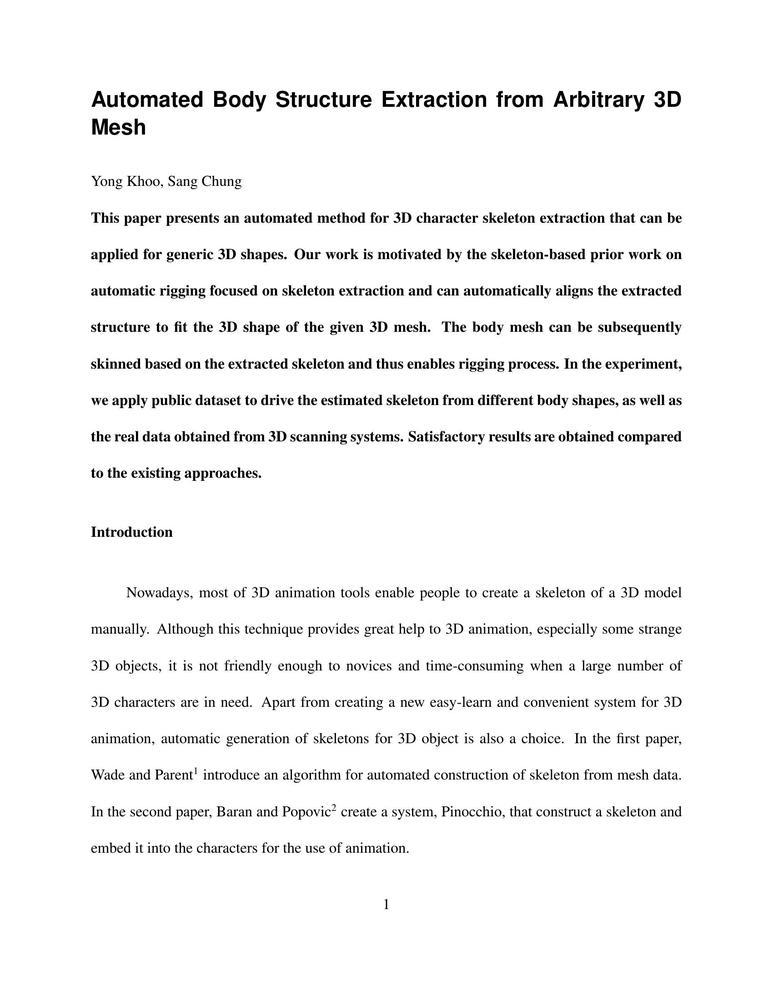 Automated Body Structure Extraction from Arbitrary 3D
Mesh
Yong Khoo, Sang Chung
This paper presents an automated method for 3D character skeleton extraction that can be
applied for generic 3D shapes. Our work is motivated by the skeleton-based prior work on
automatic rigging focused on skeleton extraction and can automatically aligns the extracted
structure to fit the 3D shape of the given 3D mesh. The body mesh can be subsequently
skinned based on the extracted skeleton and thus enables rigging process. In the experiment,
we apply public dataset to drive the estimated skeleton from different body shapes, as well as
the real data obtained from 3D scanning systems. Satisfactory results are obtained compared
to the existing approaches.
Introduction
Nowadays, most of 3D animation tools enable people to create a skeleton of a 3D model
manually. Although this technique provides great help to 3D animation, especially some strange
3D objects, it is not friendly enough to novices and time-consuming when a large number of
3D characters are in need. Apart from creating a new easy-learn and convenient system for 3D
animation, automatic generation of skeletons for 3D object is also a choice. In the first paper,
Wade and Parent1 introduce an algorithm for automated construction of skeleton from mesh data.
In the second paper, Baran and Popovic2 create a system, Pinocchio, that construct a skeleton and
embed it into the characters for the use of animation.
1